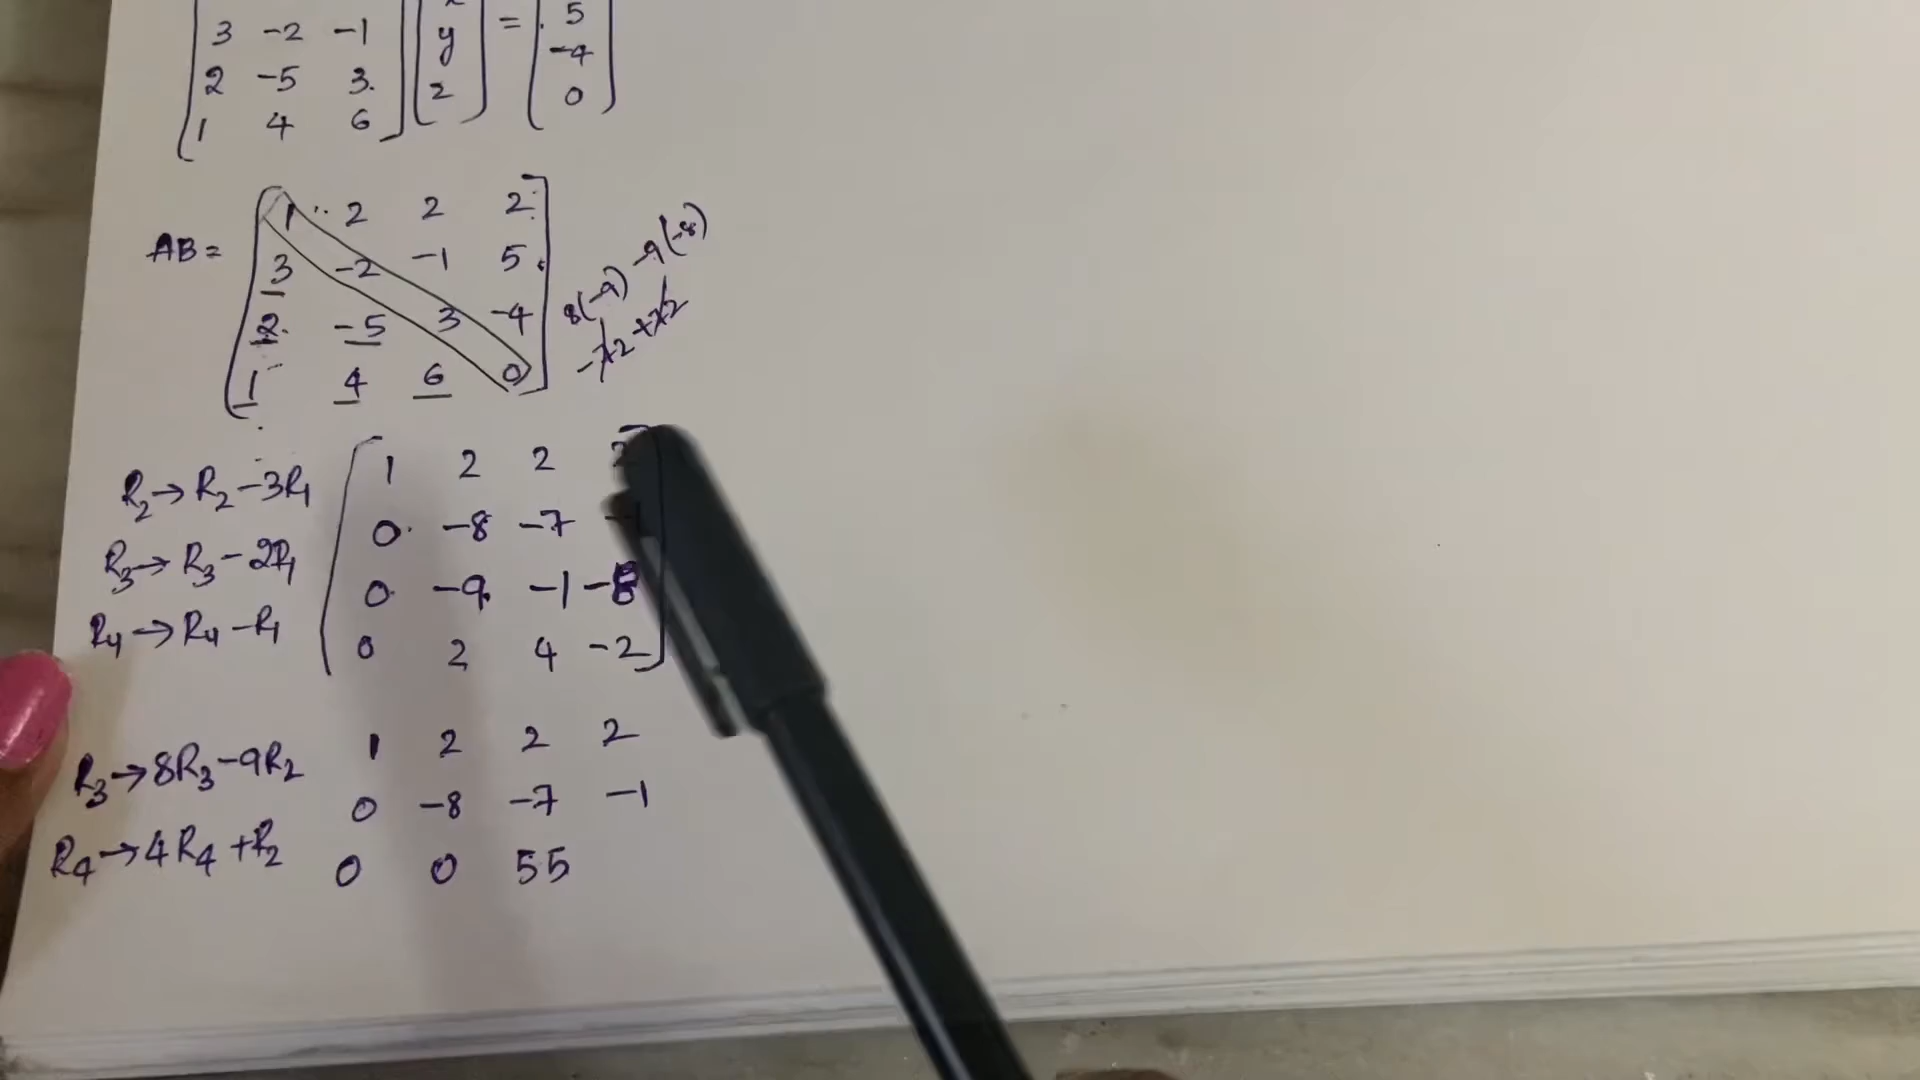 5
3 -2 -1 y = -4
2 -5 3 z 0
1 4 6
AB = 1 2 2 2
3 -2 -1 5
2 -5 3 -4
1 4 6 0
8(-9) -9(-8)
-72 +72
1 2 2 2
R2→R2-3R1 0 -8 -7
R3→R3-2R1 0 -9 -1
R4→R4-R1 0 2 4 -2
1 2 2 2
R3→8R3-9R2 0 -8 -7 -1
R4→4R4+R2 0 0 55